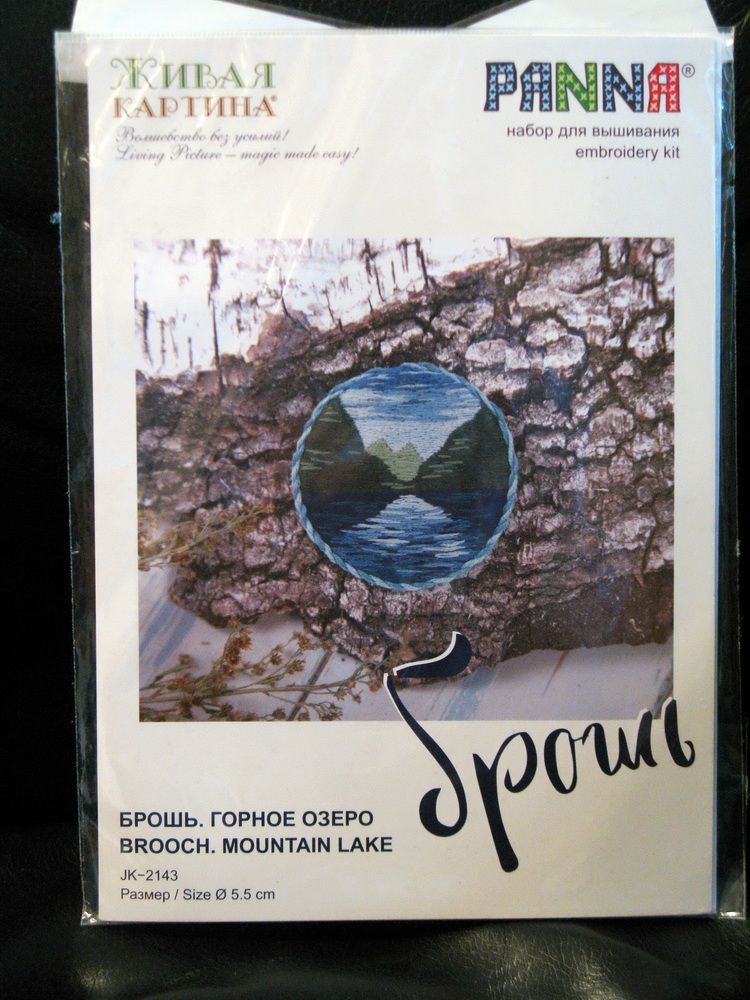 ЖИВАЯ
КАРТИНА®
Волшебство без усилий!
Living Picture – magic made easy!
PANNA®
набор для вышивания
embroidery kit
брошь
БРОШЬ. ГОРНОЕ ОЗЕРО
BROOCH. MOUNTAIN LAKE
JK-2143
Размер / Size Ø 5.5 cm